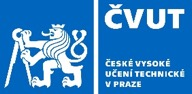 ČVUT
ČESKÉ VYSOKÉ
UČENÍ TECHNICKÉ
V PRAZE